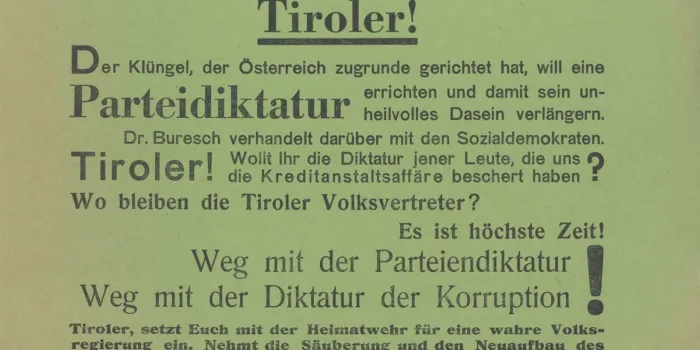 Tiroler!
Der Klüngel, der Österreich zugrunde gerichtet hat, will eine
Parteidiktatur errichten und damit sein un-
heilvolles Dasein verlängern.
Dr. Buresch verhandelt darüber mit den Sozialdemokraten.
Tiroler! Wollt Ihr die Diktatur jener Leute, die uns
die Kreditanstaltsaffäre beschert haben ?
Wo bleiben die Tiroler Volksvertreter?
Es ist höchste Zeit!
Weg mit der Parteiendiktatur
Weg mit der Diktatur der Korruption !
Tiroler, setzt Euch mit der Heimatwehr für eine wahre Volks-
regierung ein. Nehmt die Säuberung und den Neuaufbau des